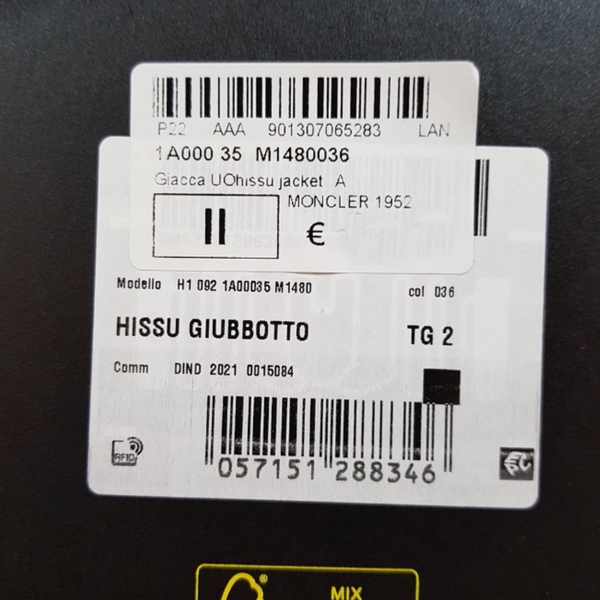 P22 AAA 901307065283 LAN
1A000 35 M1480036
Giacca UOhissu jacket A
MONCLER 1952
II €
Modello H1 092 1A00035 M1480 col 036
HISSU GIUBBOTTO TG 2
Comm DIND 2021 0015084
RFID
057151 288346
MIX